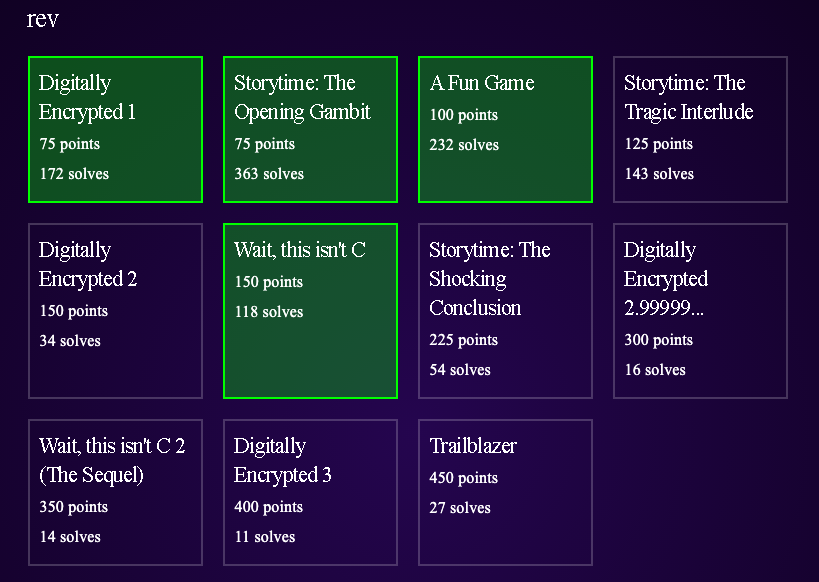 rev
Digitally
Encrypted 1
75 points
172 solves
Storytime: The
Opening Gambit
75 points
363 solves
A Fun Game
100 points
232 solves
Storytime: The
Tragic Interlude
125 points
143 solves
Digitally
Encrypted 2
150 points
34 solves
Wait, this isn't C
150 points
118 solves
Storytime: The
Shocking
Conclusion
225 points
54 solves
Digitally
Encrypted
2.99999...
300 points
16 solves
Wait, this isn't C 2
(The Sequel)
350 points
14 solves
Digitally
Encrypted 3
400 points
11 solves
Trailblazer
450 points
27 solves